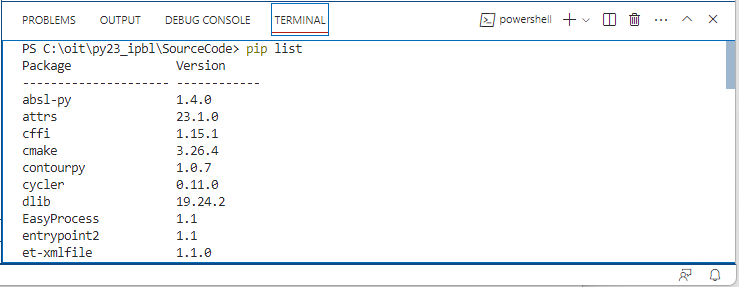 PROBLEMS OUTPUT DEBUG CONSOLE TERMINAL powershell
PS C:\oit\py23_ipbl\SourceCode> pip list
Package Version
-------------------- ------------
absl-py 1.4.0
attrs 23.1.0
cffi 1.15.1
cmake 3.26.4
contourpy 1.0.7
cycler 0.11.0
dlib 19.24.2
EasyProcess 1.1
entrypoint2 1.1
et-xmlfile 1.1.0